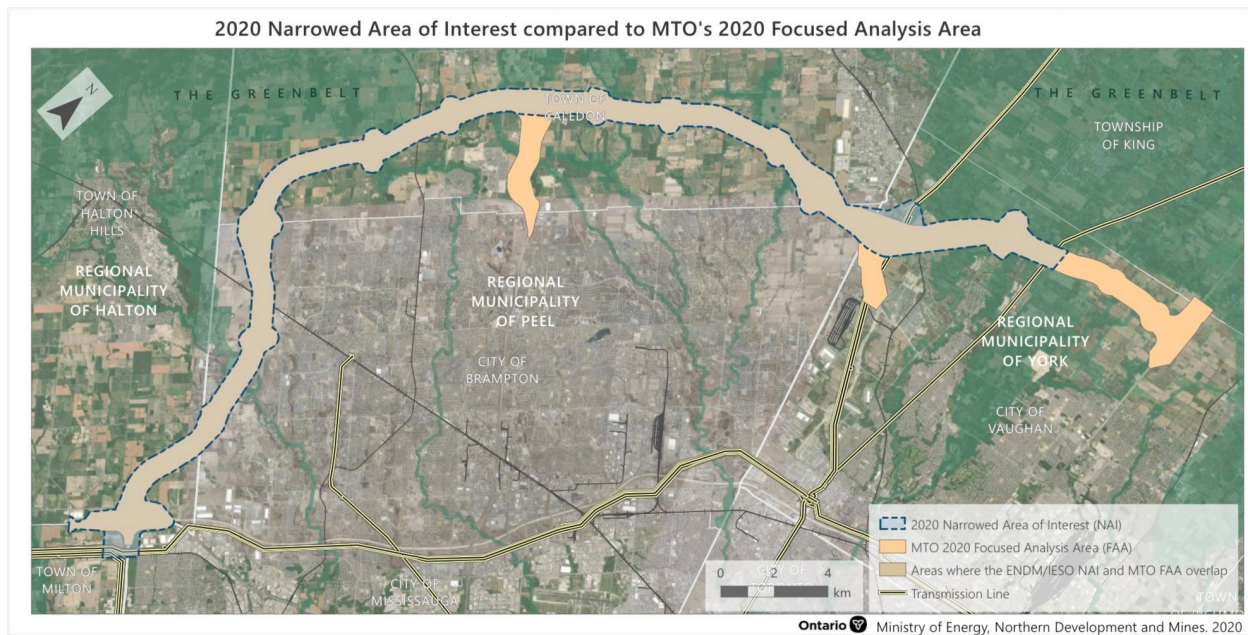 2020 Narrowed Area of Interest compared to MTO's 2020 Focused Analysis Area
N
THE GREENBELT
THE GREENBELT
TOWN OF
CALEDON
TOWNSHIP
OF KING
TOWN OF
HALTON
HILLS
REGIONAL
MUNICIPALITY
OF HALTON
REGIONAL
MUNICIPALITY
OF PEEL
REGIONAL
MUNICIPALITY
OF YORK
CITY OF
BRAMPTON
CITY OF
VAUGHAN
TOWN OF
MILTON
CITY OF
MISSISSAUGA
CITY OF
TOWN
0 2 4
km
2020 Narrowed Area of Interest (NAI)
MTO 2020 Focused Analysis Area (FAA)
Areas where the ENDM/IESO NAI and MTO FAA overlap
Transmission Line
Ontario Ministry of Energy, Northern Development and Mines. 2020